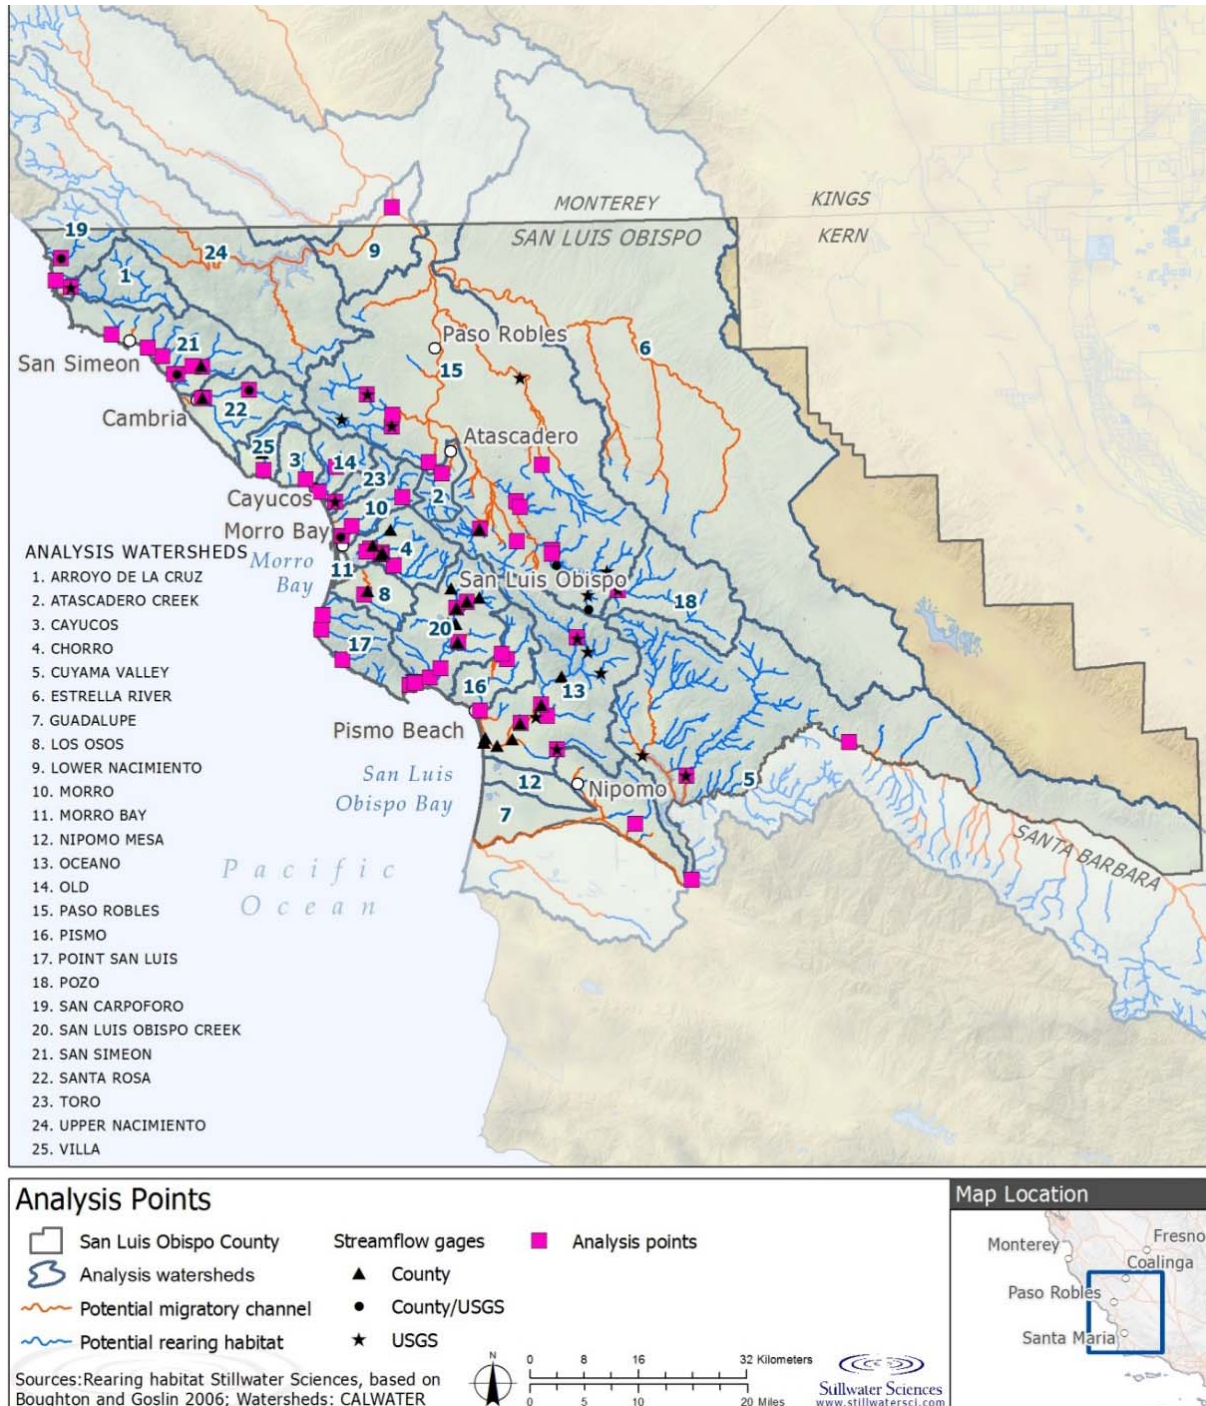 MONTEREY
KINGS
SAN LUIS OBISPO
KERN
19
24
9
1
Paso Robles
15
6
21
San Simeon
22
Cambria
Atascadero
25
3
14
23
2
Cayucos
10
Morro Bay
4
Morro
Bay
11
8
San Luis Obispo
18
20
17
13
16
Pismo Beach
San Luis
Obispo Bay
12
Nipomo
5
7
SANTA BARBARA
Pacific
Ocean
ANALYSIS WATERSHEDS
1. ARROYO DE LA CRUZ
2. ATASCADERO CREEK
3. CAYUCOS
4. CHORRO
5. CUYAMA VALLEY
6. ESTRELLA RIVER
7. GUADALUPE
8. LOS OSOS
9. LOWER NACIMIENTO
10. MORRO
11. MORRO BAY
12. NIPOMO MESA
13. OCEANO
14. OLD
15. PASO ROBLES
16. PISMO
17. POINT SAN LUIS
18. POZO
19. SAN CARPOFORO
20. SAN LUIS OBISPO CREEK
21. SAN SIMEON
22. SANTA ROSA
23. TORO
24. UPPER NACIMIENTO
25. VILLA
Analysis Points
San Luis Obispo County
Analysis watersheds
Potential migratory channel
Potential rearing habitat
Streamflow gages
County
County/USGS
USGS
Analysis points
Sources:Rearing habitat Stillwater Sciences, based on
Boughton and Goslin 2006; Watersheds: CALWATER
N
0 8 16 32 Kilometers
0 5 10 20 Miles
Stillwater Sciences
www.stillwatersci.com
Map Location
Monterey
Fresno
Coalinga
Paso Robles
Santa Maria